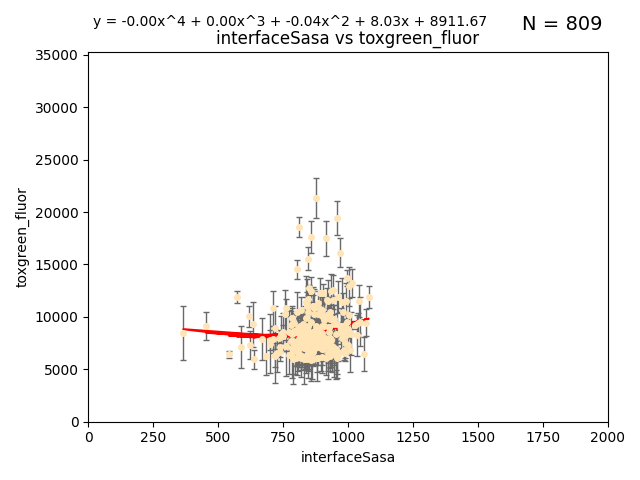 y = -0.00x^4 + 0.00x^3 + -0.04x^2 + 8.03x + 8911.67
N = 809
interfaceSasa vs toxgreen_fluor
35000
30000
25000
20000
15000
10000
5000
0
toxgreen_fluor
0 250 500 750 1000 1250 1500 1750 2000
interfaceSasa